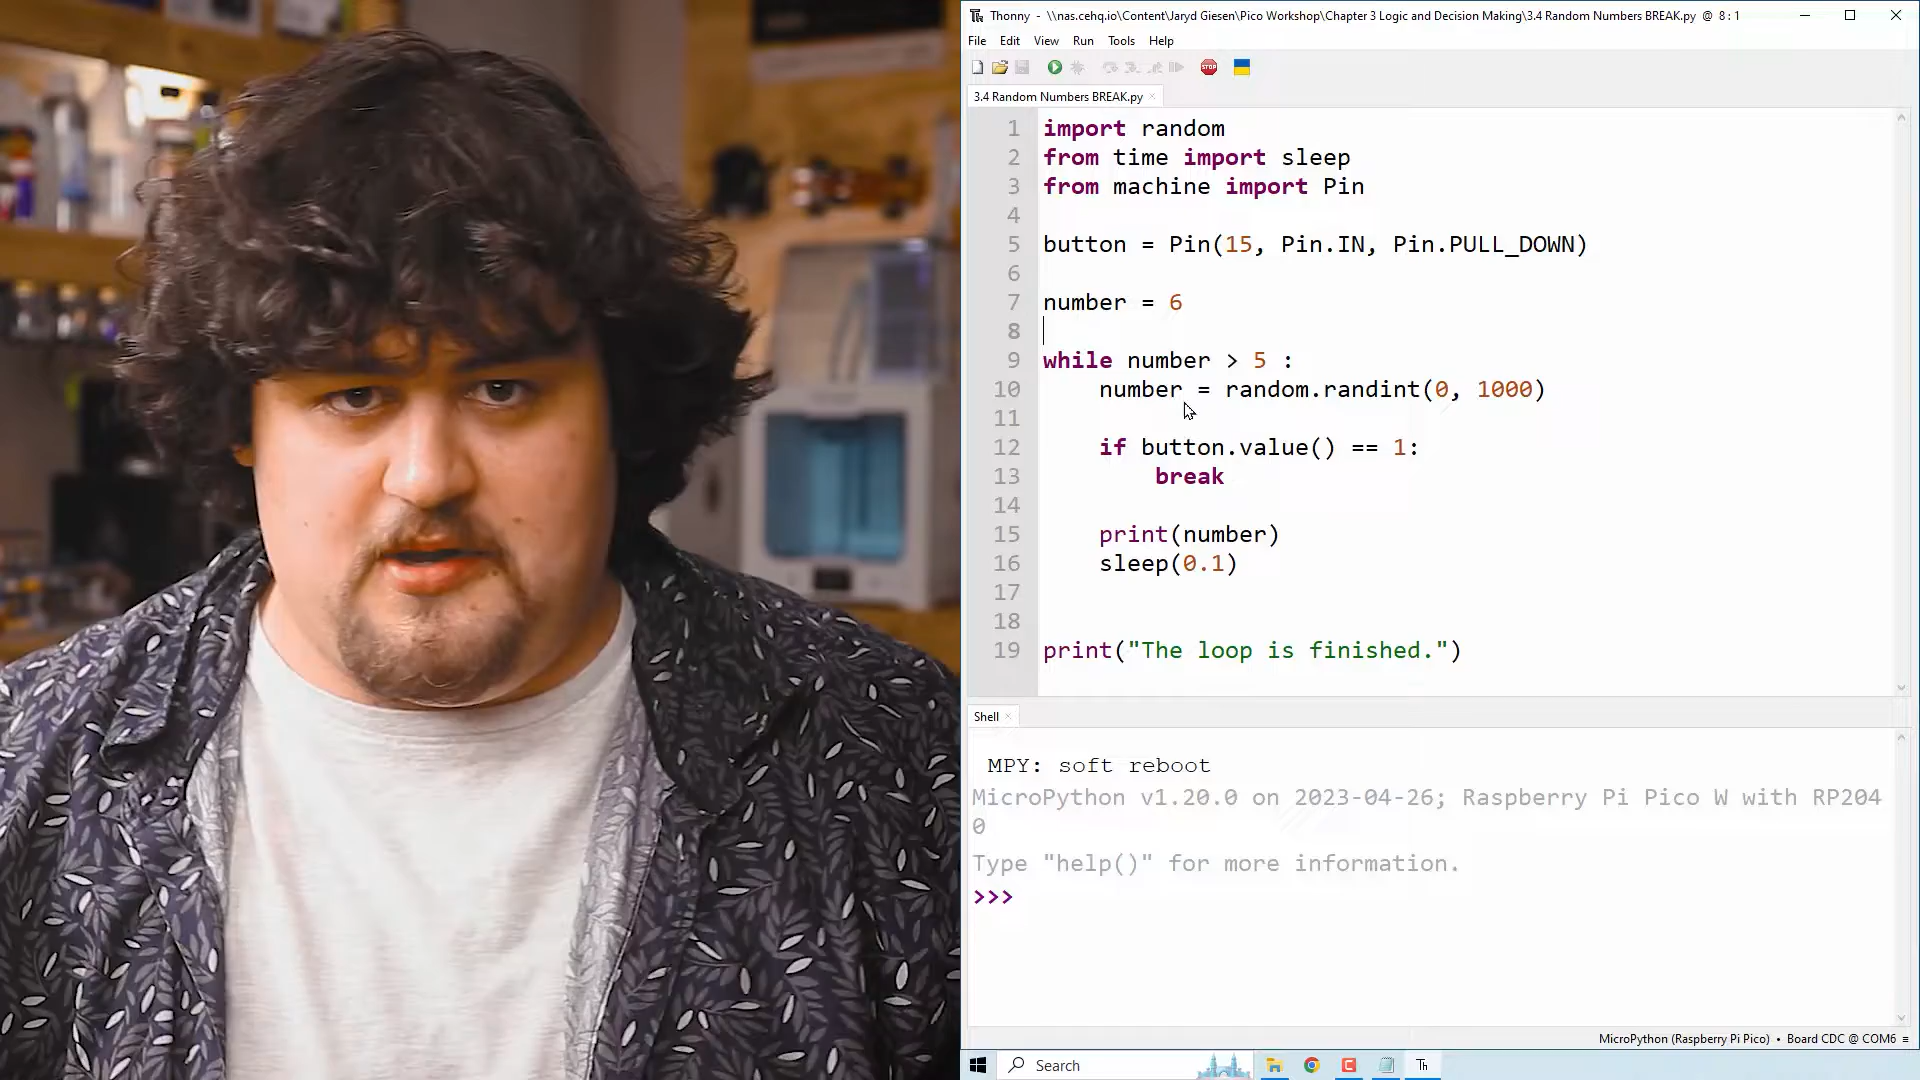 Thonny - \\nas.cehq.io\Content\Jaryd Giesen\Pico Workshop\Chapter 3 Logic and Decision Making\3.4 Random Numbers BREAK.py @ 8 : 1
File Edit View Run Tools Help
STOP
3.4 Random Numbers BREAK.py ×
1 import random
2 from time import sleep
3 from machine import Pin
4
5 button = Pin(15, Pin.IN, Pin.PULL_DOWN)
6
7 number = 6
8
9 while number > 5 :
10 number = random.randint(0, 1000)
11
12 if button.value() == 1:
13 break
14
15 print(number)
16 sleep(0.1)
17
18
19 print("The loop is finished.")
Shell ×
MPY: soft reboot
MicroPython v1.20.0 on 2023-04-26; Raspberry Pi Pico W with RP204
0
Type "help()" for more information.
>>>
MicroPython (Raspberry Pi Pico) • Board CDC @ COM6 ≡
Search
Th